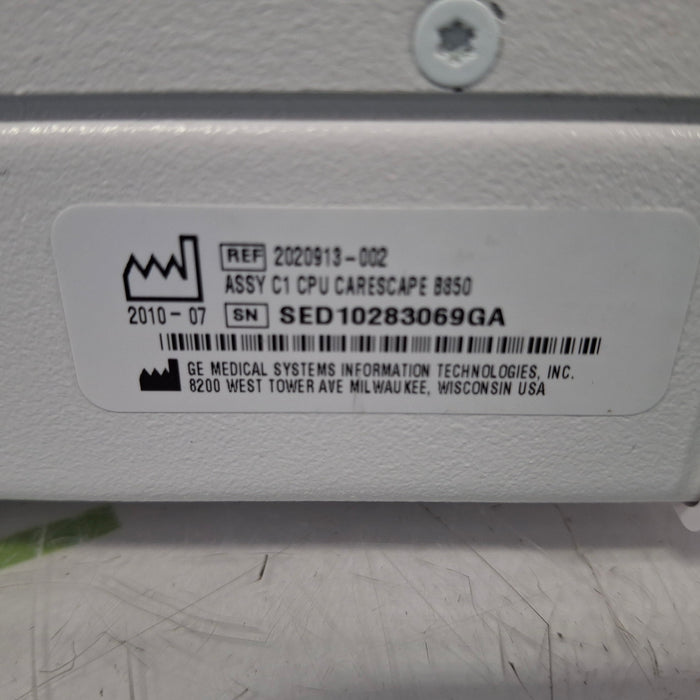 REF 2020913-002
ASSY C1 CPU CARESCAPE B850
2010-07 SN SED10283069GA
GE MEDICAL SYSTEMS INFORMATION TECHNOLOGIES, INC.
8200 WEST TOWER AVE MILWAUKEE, WISCONSIN USA